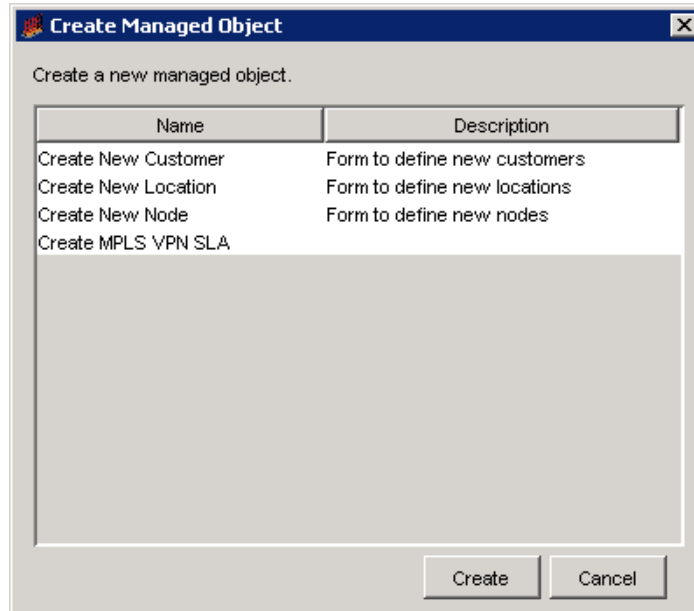 Create Managed Object
Create a new managed object.
Name Description
Create New Customer Form to define new customers
Create New Location Form to define new locations
Create New Node Form to define new nodes
Create MPLS VPN SLA
Create Cancel